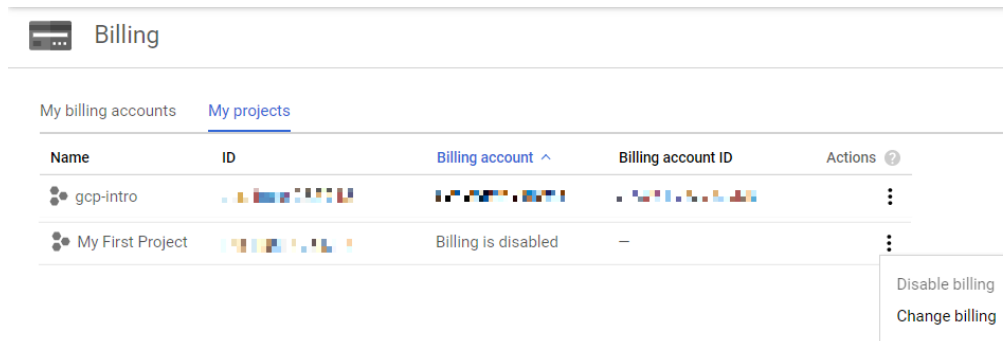 Billing
My billing accounts My projects
Name ID Billing account Billing account ID Actions ?
gcp-intro
My First Project Billing is disabled –
Disable billing
Change billing